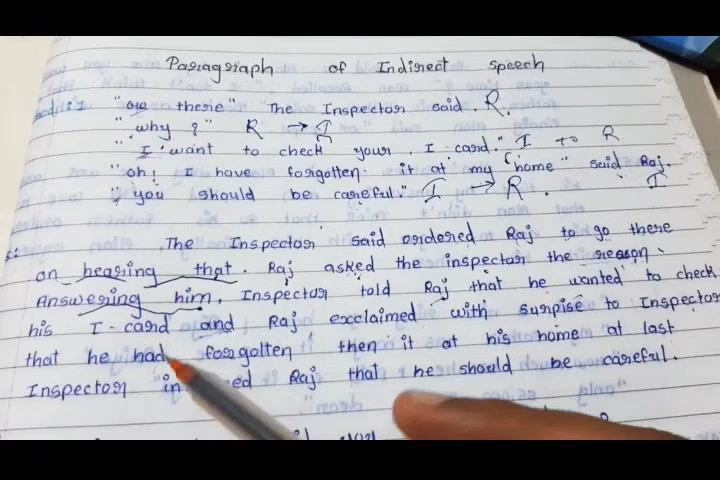 Paragraph of Indirect speech
"Go there" The Inspector said R.
"Why ?" R → I
"I want to check your I card." I to R
"oh! I have forgotten it at my home" said Raj.
"You should be careful." I → R. I
The Inspector said ordered Raj to go there
on hearing that. Raj asked the inspector the reason.
Answering him, Inspector told Raj that he wanted to check
his I-card and Raj exclaimed with surpise to Inspector
that he had forgotten then it at his home at last
Inspector Raj that he should be careful.